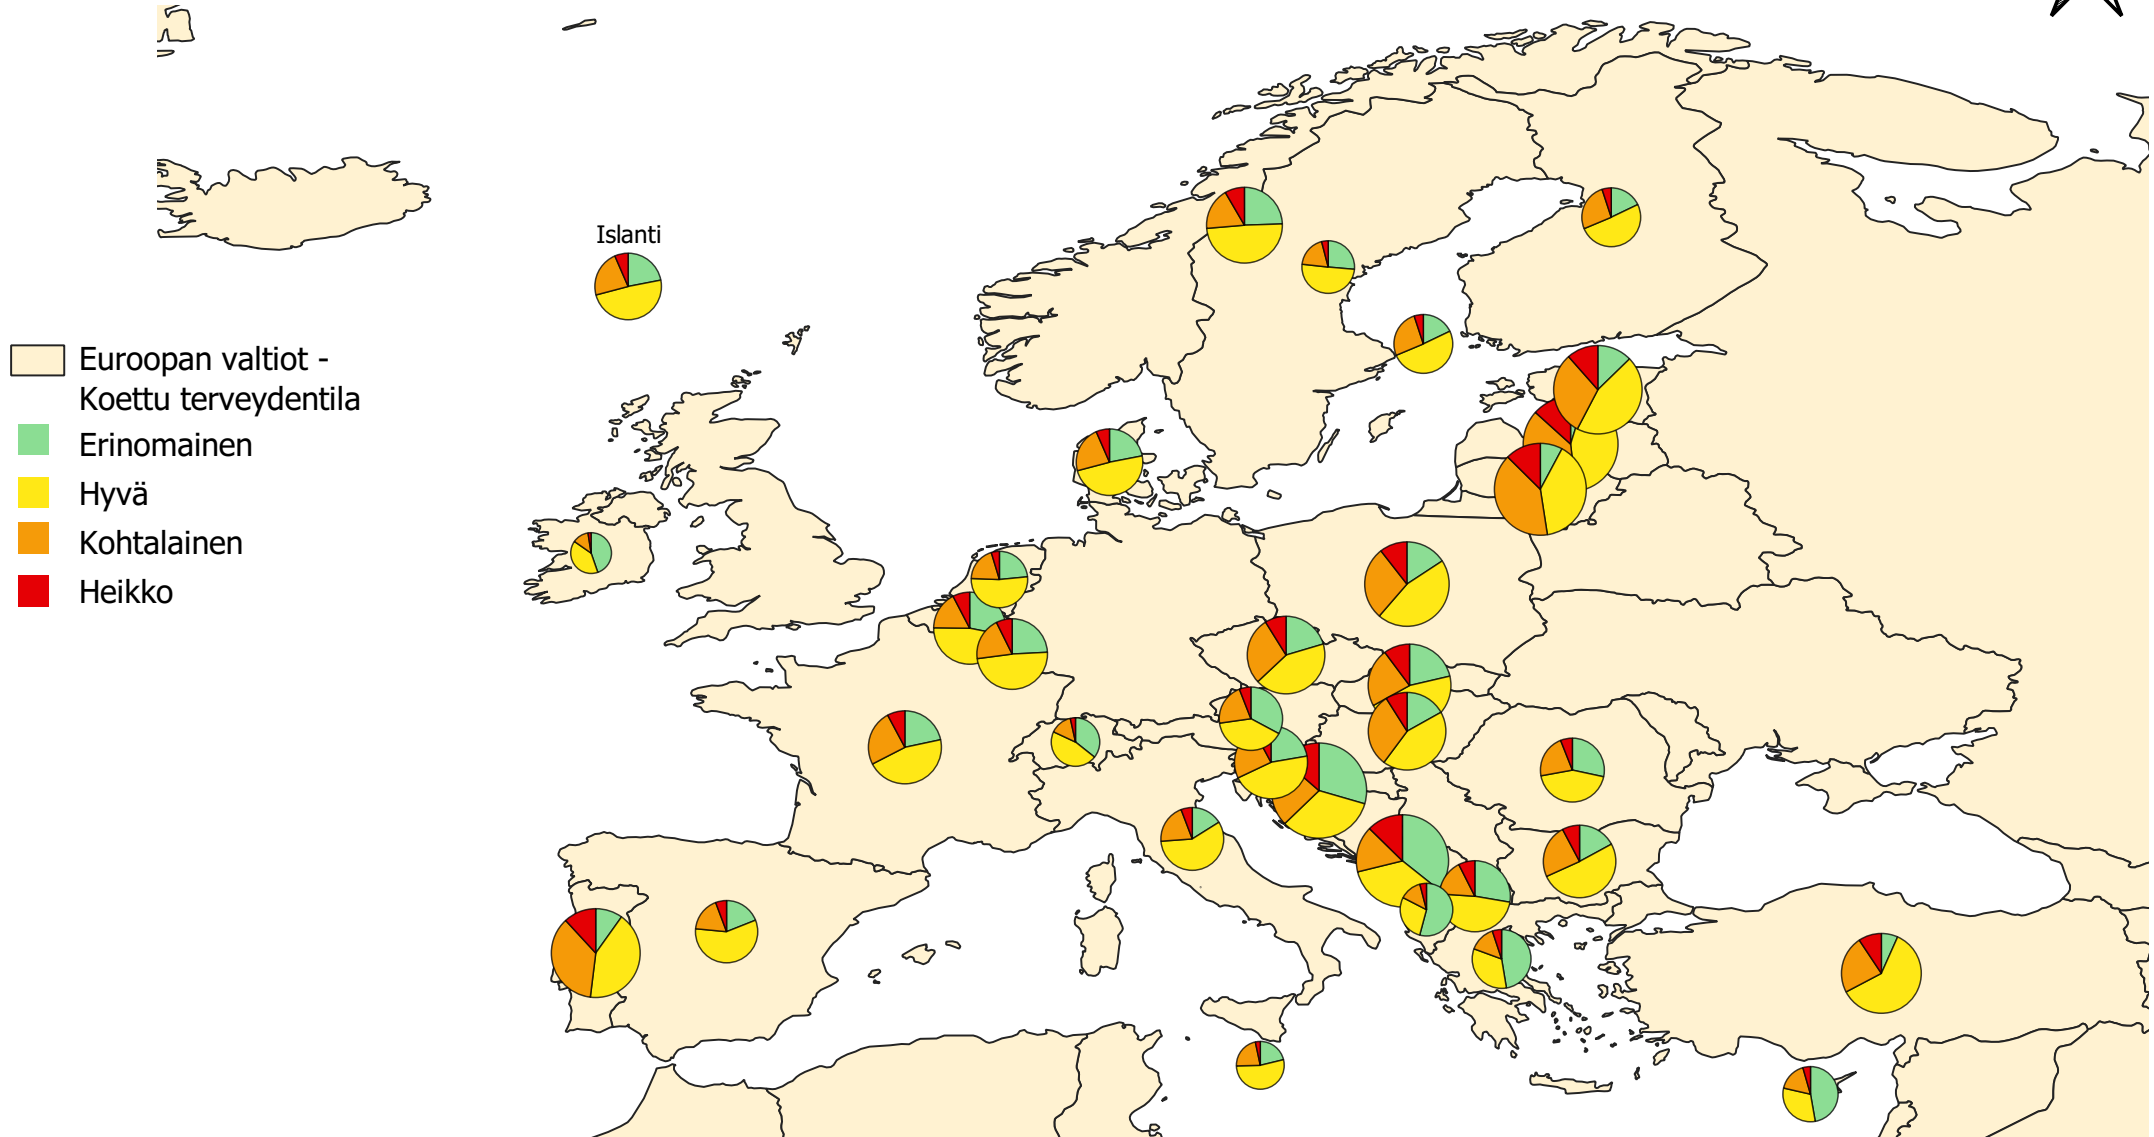 Islanti
Euroopan valtiot -
Koettu terveydentila
Erinomainen
Hyvä
Kohtalainen
Heikko